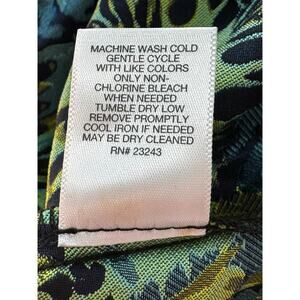 MACHINE WASH COLD
GENTLE CYCLE
WITH LIKE COLORS
ONLY NON-
CHLORINE BLEACH
WHEN NEEDED
TUMBLE DRY LOW
REMOVE PROMPTLY
COOL IRON IF NEEDED
MAY BE DRY CLEANED
RN# 23243